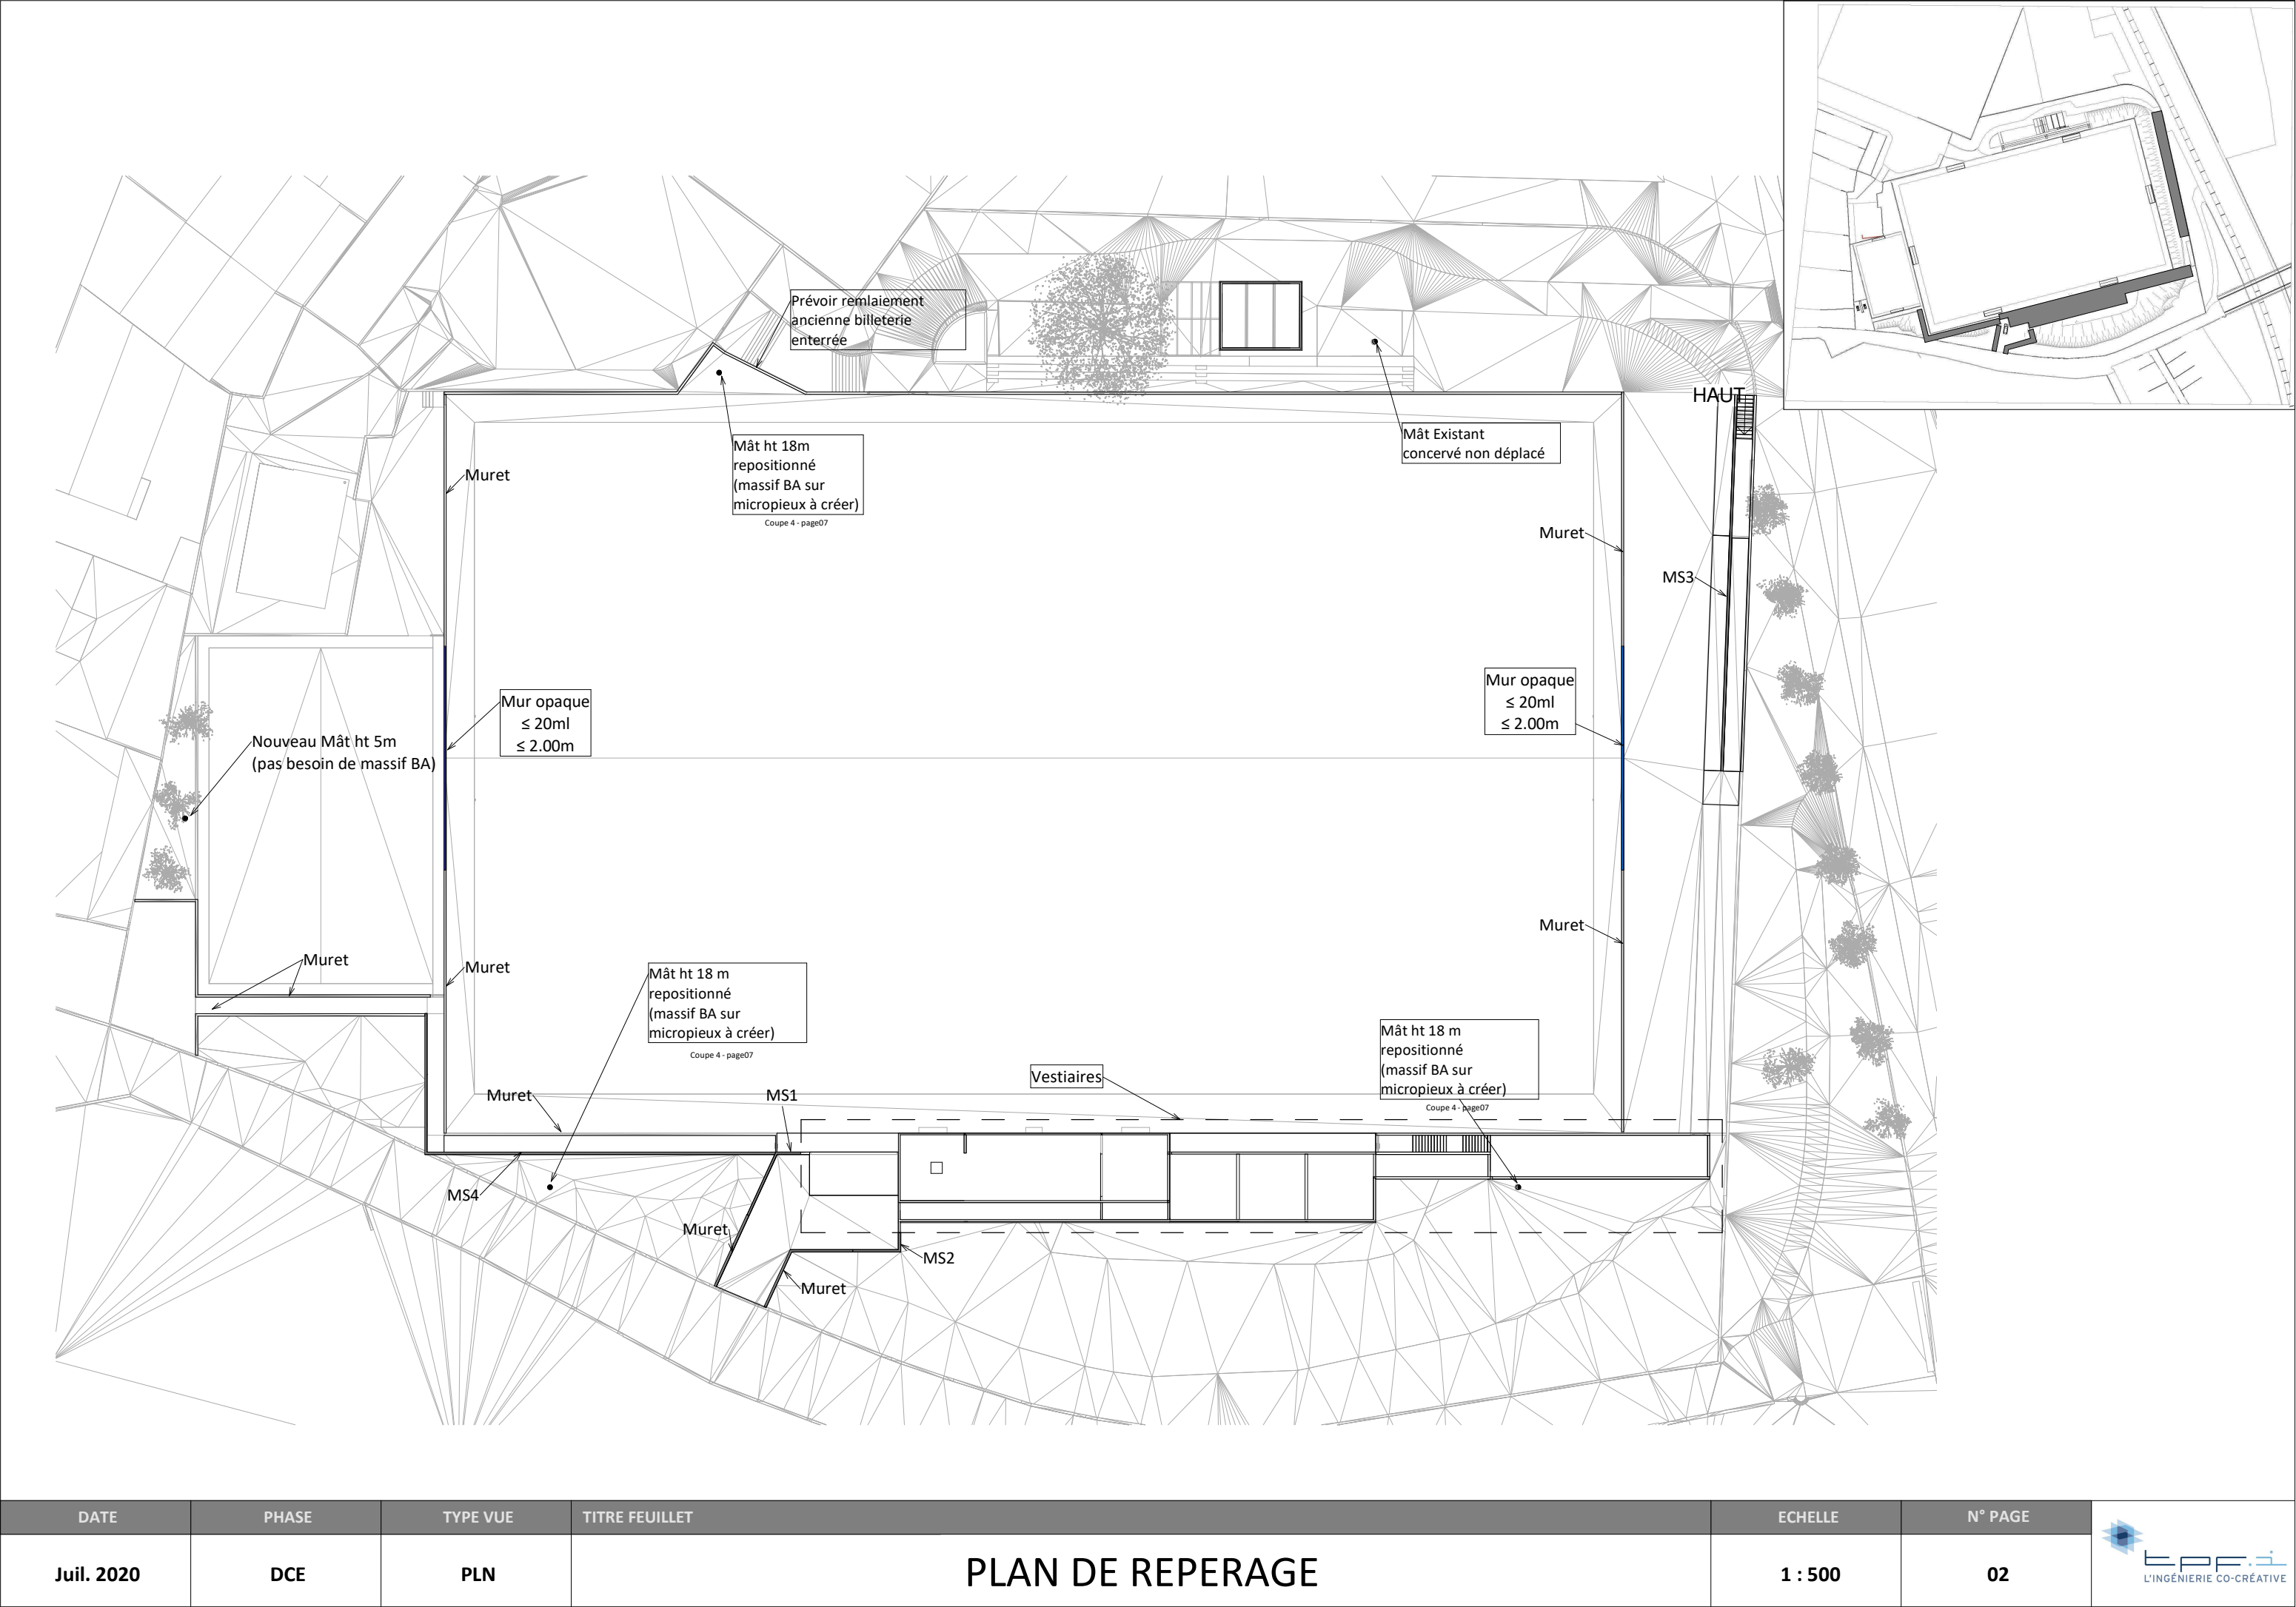 Prévoir remlaiement
ancienne billeterie
enterrée
HAUT
Mât ht 18m
repositionné
(massif BA sur
micropieux à créer)
Coupe 4 - page07
Mât Existant
concervé non déplacé
Muret
Muret
MS3
Mur opaque
≤ 20ml
≤ 2.00m
Mur opaque
≤ 20ml
≤ 2.00m
Nouveau Mât ht 5m
(pas besoin de massif BA)
Muret
Muret
Muret
Mât ht 18 m
repositionné
(massif BA sur
micropieux à créer)
Coupe 4 - page07
Mât ht 18 m
repositionné
(massif BA sur
micropieux à créer)
Coupe 4 - page07
Vestiaires
Muret
MS1
MS4
Muret
MS2
Muret
DATE
PHASE
TYPE VUE
TITRE FEUILLET
ECHELLE
N° PAGE
Juil. 2020
DCE
PLN
PLAN DE REPERAGE
1 : 500
02
tpf.i
L'INGÉNIERIE CO-CRÉATIVE